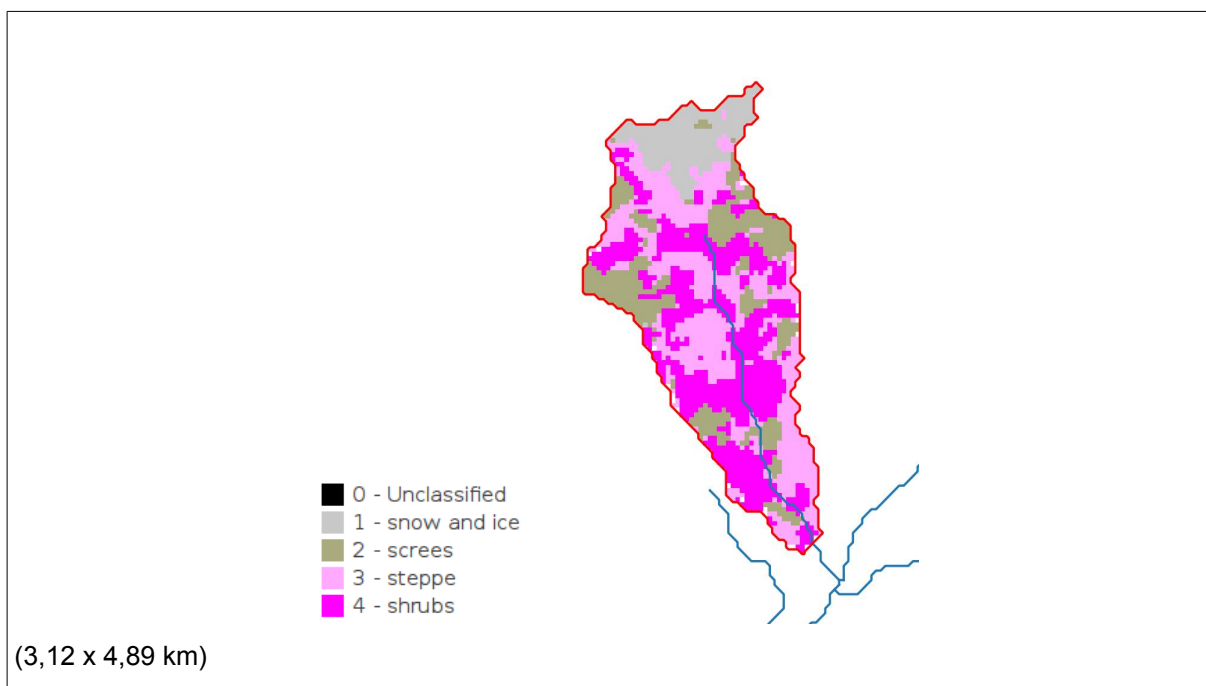 0 - Unclassified
1 - snow and ice
2 - screes
3 - steppe
4 - shrubs
(3,12 x 4,89 km)